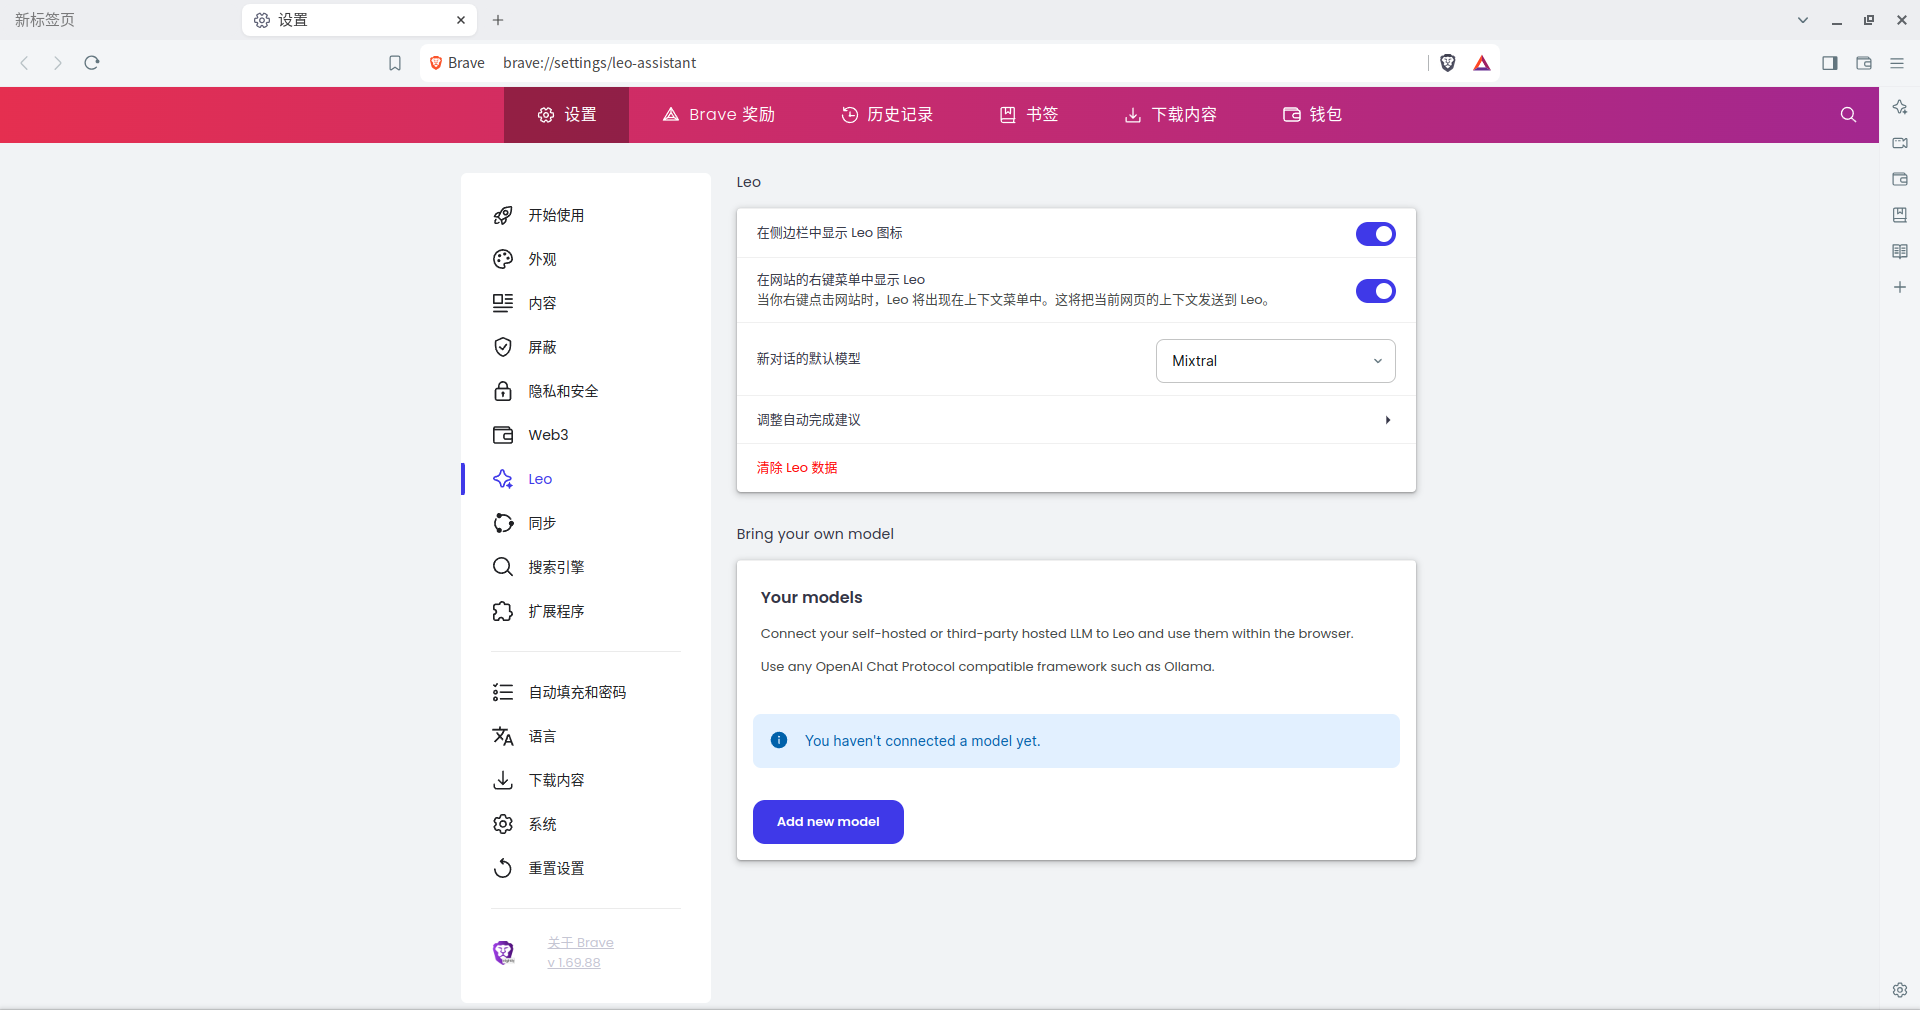 新标签页
设置
Brave
brave://settings/leo-assistant
设置
Brave 奖励
历史记录
书签
下载内容
钱包
开始使用
外观
内容
屏蔽
隐私和安全
Web3
Leo
同步
搜索引擎
扩展程序
自动填充和密码
语言
下载内容
系统
重置设置
关于 Brave
v 1.69.88
Leo
在侧边栏中显示 Leo 图标
在网站的右键菜单中显示 Leo
当你右键点击网站时，Leo 将出现在上下文菜单中。这将把当前网页的上下文发送到 Leo。
新对话的默认模型
Mixtral
调整自动完成建议
清除 Leo 数据
Bring your own model
Your models
Connect your self-hosted or third-party hosted LLM to Leo and use them within the browser.
Use any OpenAI Chat Protocol compatible framework such as Ollama.
You haven't connected a model yet.
Add new model